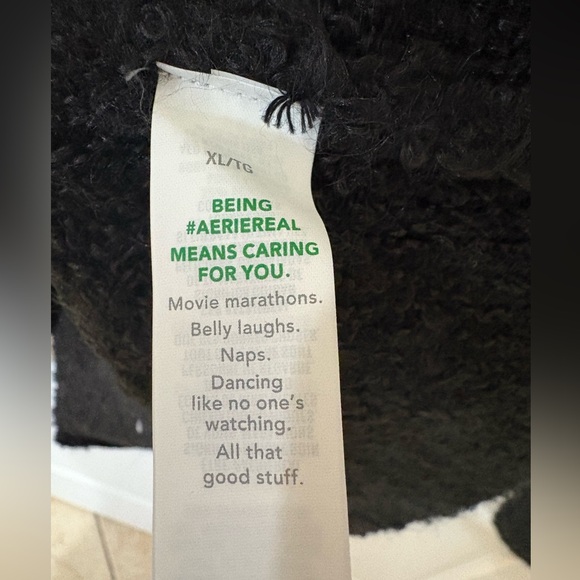 XL/TG
BEING
#AERIEREAL
MEANS CARING
FOR YOU.
Movie marathons.
Belly laughs.
Naps.
Dancing
like no one's
watching.
All that
good stuff.